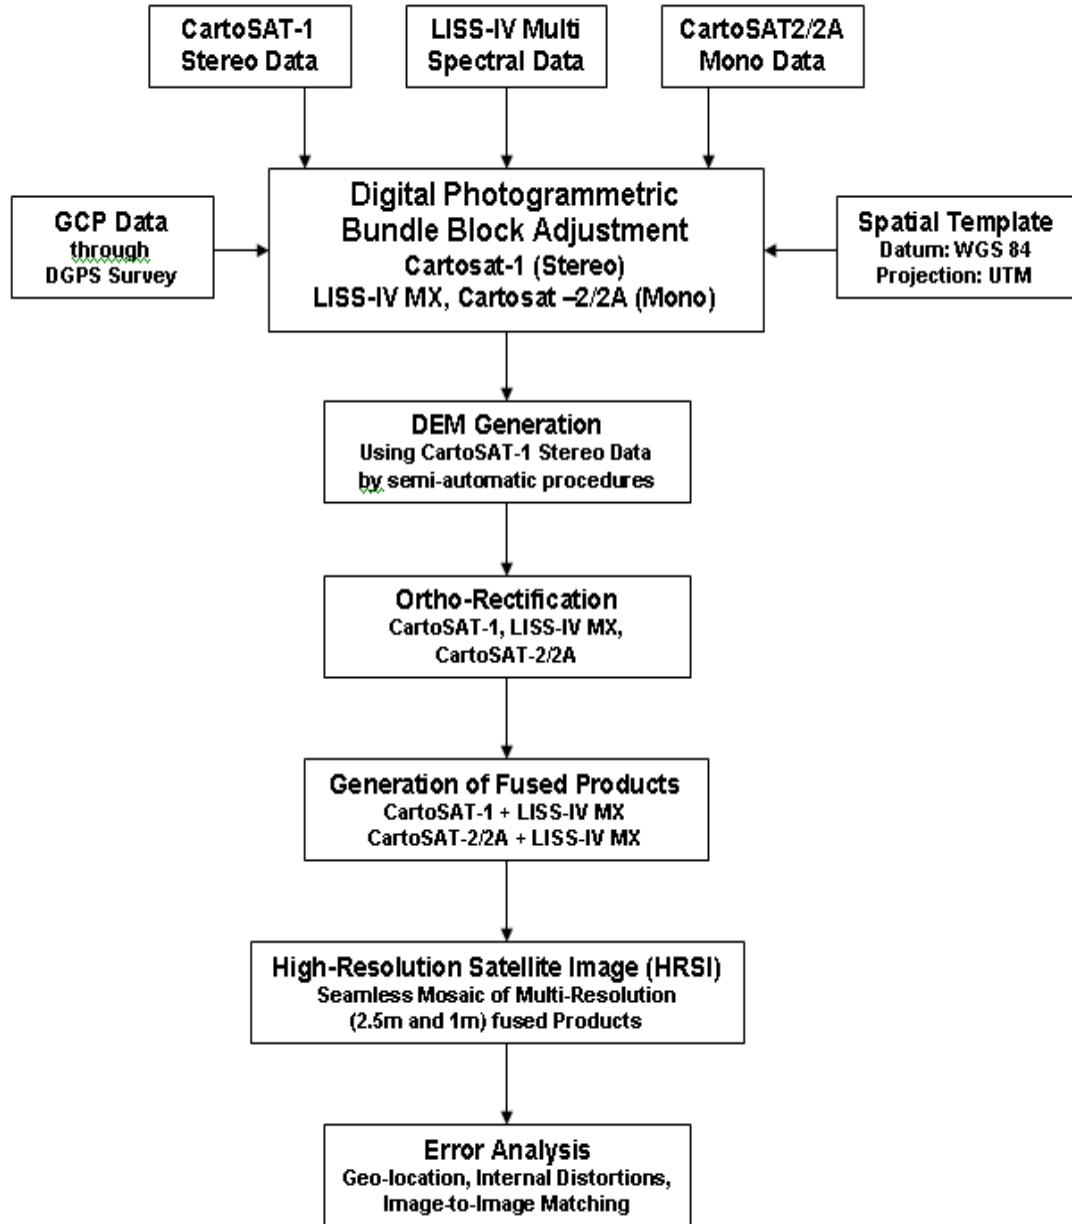 CartoSAT-1
Stereo Data
LISS-IV Multi
Spectral Data
CartoSAT2/2A
Mono Data
GCP Data
through
DGPS Survey
Digital Photogrammetric
Bundle Block Adjustment
Cartosat-1 (Stereo)
LISS-IV MX, Cartosat –2/2A (Mono)
Spatial Template
Datum: WGS 84
Projection: UTM
DEM Generation
Using CartoSAT-1 Stereo Data
by semi-automatic procedures
Ortho-Rectification
CartoSAT-1, LISS-IV MX,
CartoSAT-2/2A
Generation of Fused Products
CartoSAT-1 + LISS-IV MX
CartoSAT-2/2A + LISS-IV MX
High-Resolution Satellite Image (HRSI)
Seamless Mosaic of Multi-Resolution
(2.5m and 1m) fused Products
Error Analysis
Geo-location, Internal Distortions,
Image-to-Image Matching